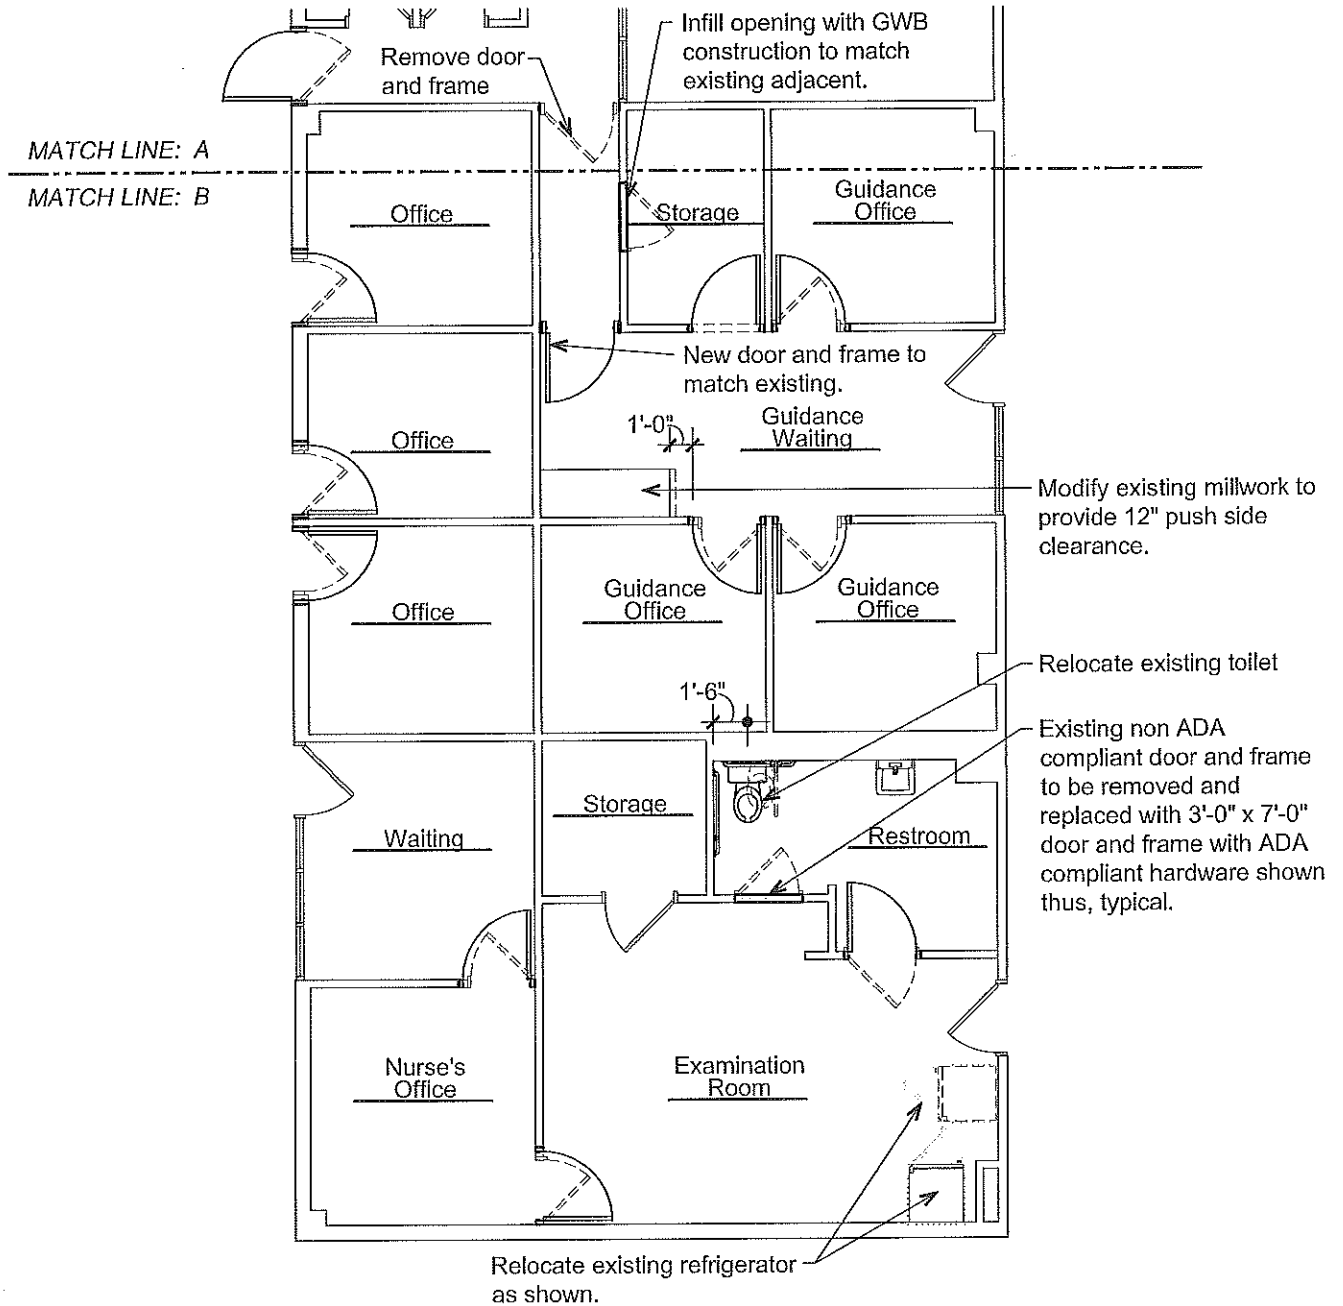 Infill opening with GWB
construction to match
existing adjacent.
Remove door
and frame
MATCH LINE: A
MATCH LINE: B
Office
Storage
Guidance
Office
New door and frame to
match existing.
1'-0"
Guidance
Waiting
Office
Modify existing millwork to
provide 12" push side
clearance.
Office
Guidance
Office
Guidance
Office
Relocate existing toilet
1'-6"
Existing non ADA
compliant door and frame
to be removed and
replaced with 3'-0" x 7'-0"
door and frame with ADA
compliant hardware shown
thus, typical.
Storage
Waiting
Restroom
Nurse's
Office
Examination
Room
Relocate existing refrigerator
as shown.